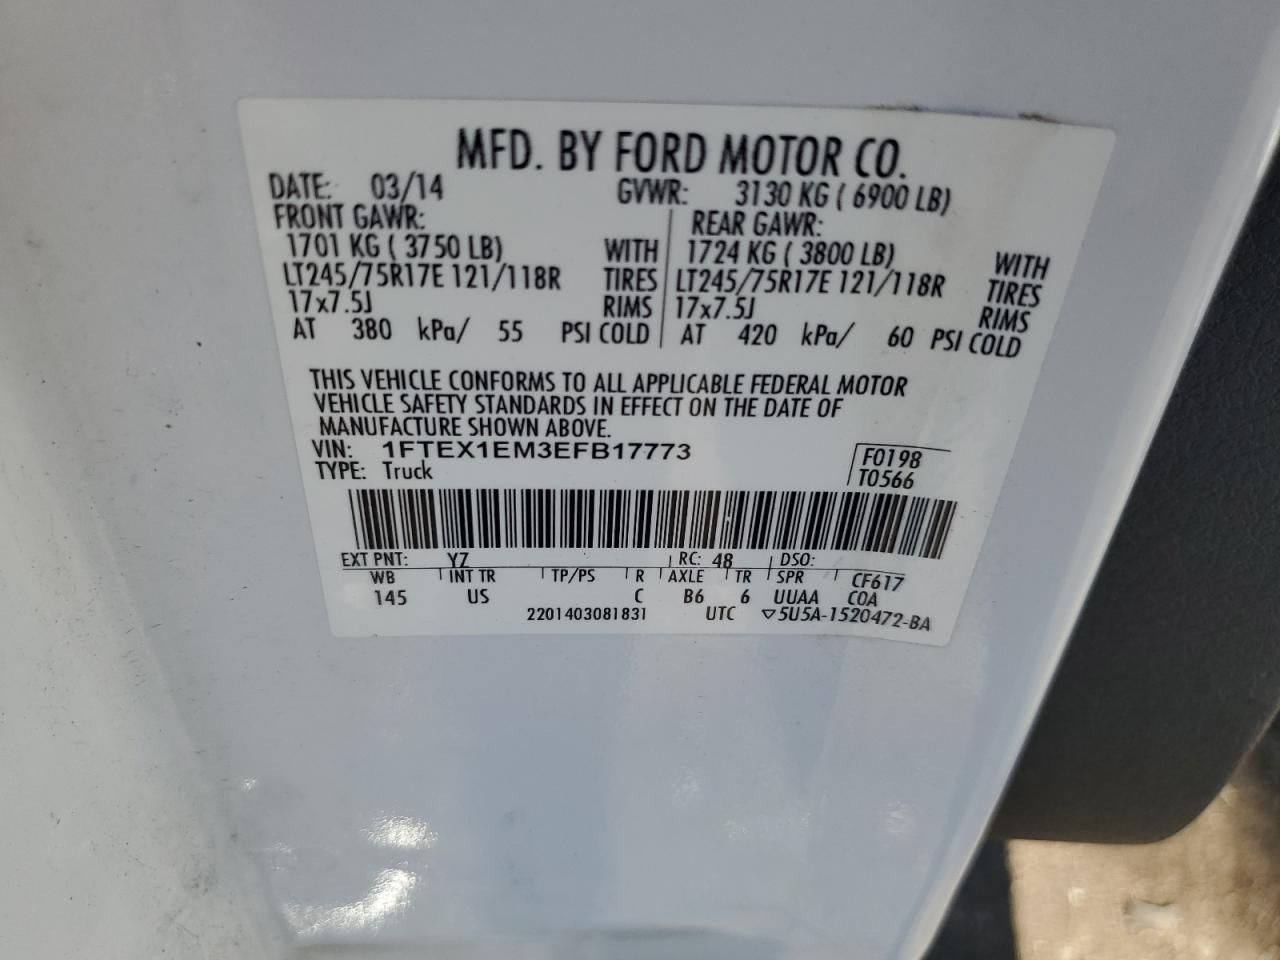 MFD. BY FORD MOTOR CO.
DATE: 03/14 GVWR: 3130 KG ( 6900 LB)
FRONT GAWR: REAR GAWR:
1701 KG ( 3750 LB) WITH 1724 KG ( 3800 LB) WITH
LT245/75R17E 121/118R TIRES LT245/75R17E 121/118R TIRES
17x7.5J RIMS 17x7.5J RIMS
AT 380 kPa/ 55 PSI COLD AT 420 kPa/ 60 PSI COLD
THIS VEHICLE CONFORMS TO ALL APPLICABLE FEDERAL MOTOR
VEHICLE SAFETY STANDARDS IN EFFECT ON THE DATE OF
MANUFACTURE SHOWN ABOVE.
VIN: 1FTEX1EM3EFB17773 F0198
TYPE: Truck T0566
EXT PNT: YZ RC: 48 DSO:
WB INT TR TP/PS R AXLE TR SPR CF617
145 US C B6 6 UUAA COA
2201403081831 UTC ▽5U5A-1520472-BA